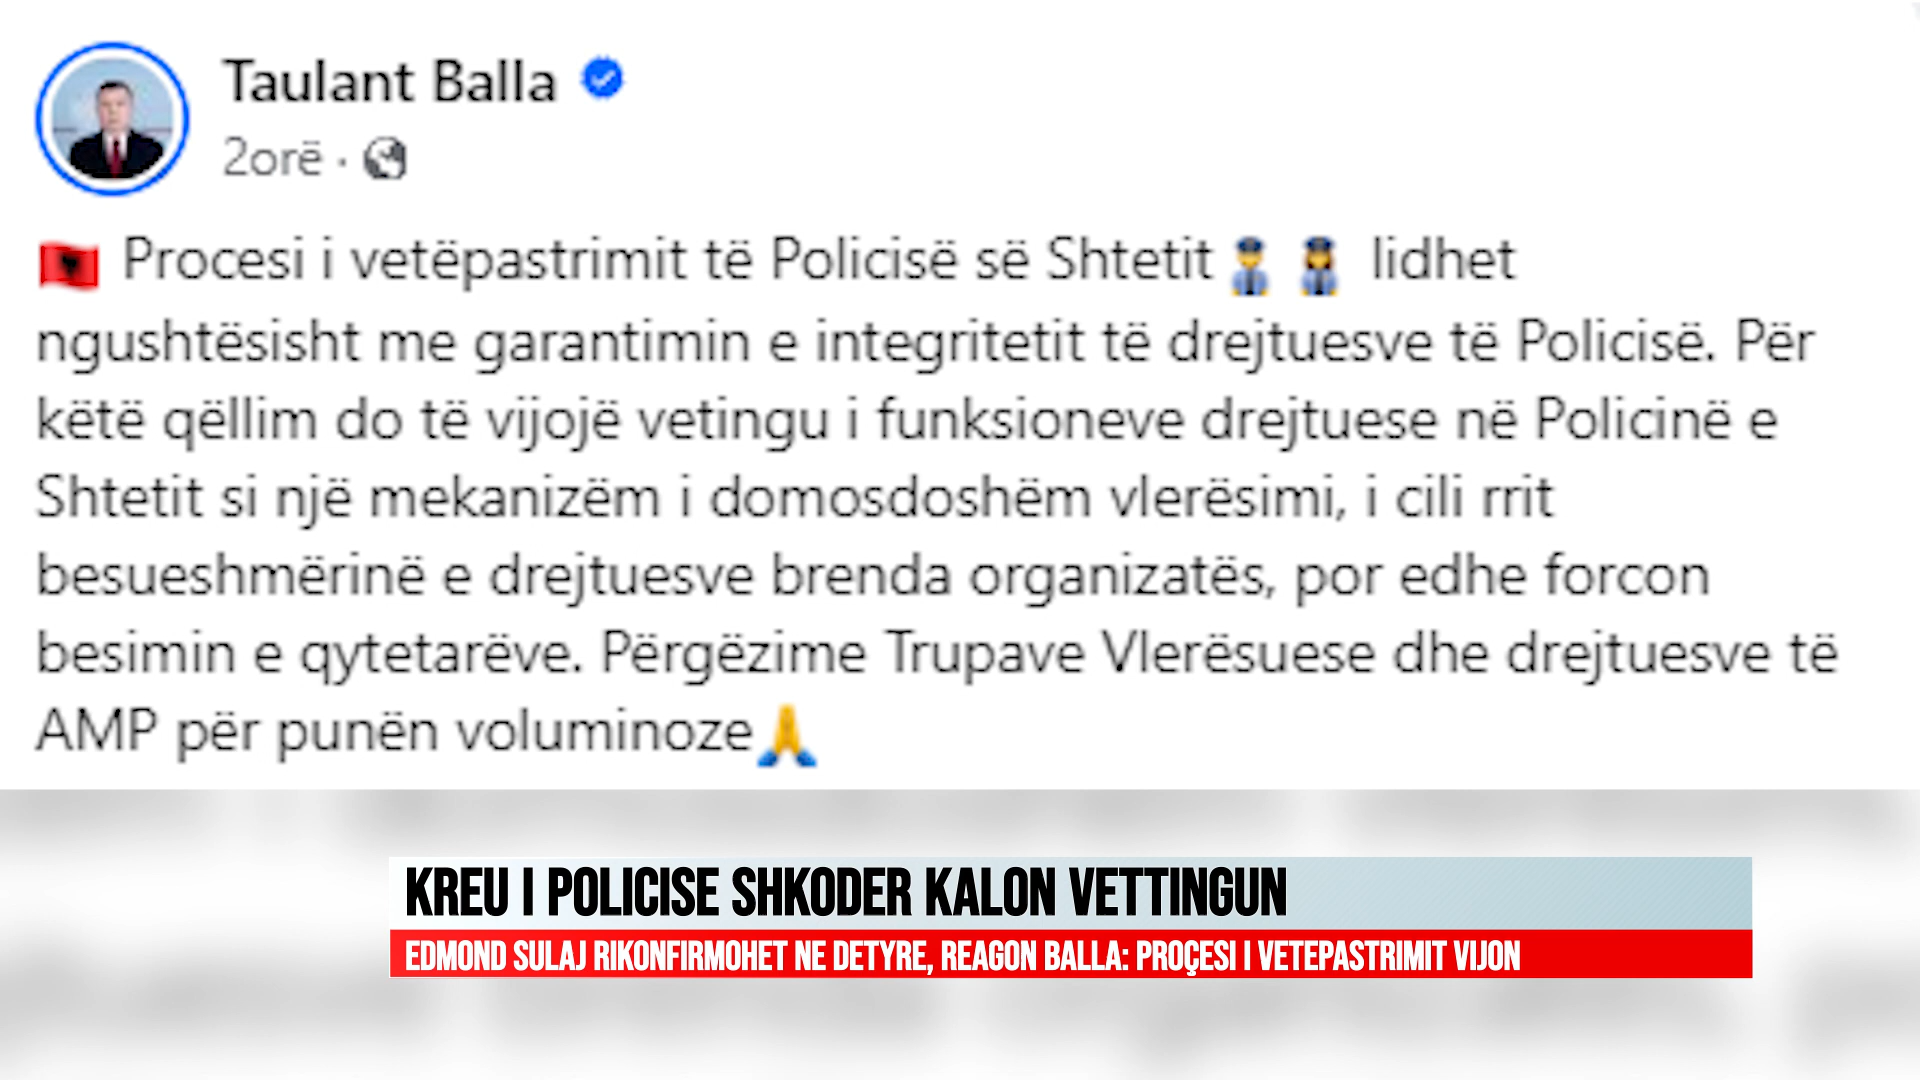 Taulant Balla
2orë ·
🇦🇱 Procesi i vetëpastrimit të Policisë së Shtetit👮‍♂️👮‍♀️ lidhet
ngushtësisht me garantimin e integritetit të drejtuesve të Policisë. Për
këtë qëllim do të vijojë vetingu i funksioneve drejtuese në Policinë e
Shtetit si një mekanizëm i domosdoshëm vlerësimi, i cili rrit
besueshmërinë e drejtuesve brenda organizatës, por edhe forcon
besimin e qytetarëve. Përgëzime Trupave Vlerësuese dhe drejtuesve të
AMP për punën voluminoze🙏
KREU I POLICISE SHKODER KALON VETTINGUN
EDMOND SULAJ RIKONFIRMOHET NE DETYRE, REAGON BALLA: PROÇESI I VETEPASTRIMIT VIJON